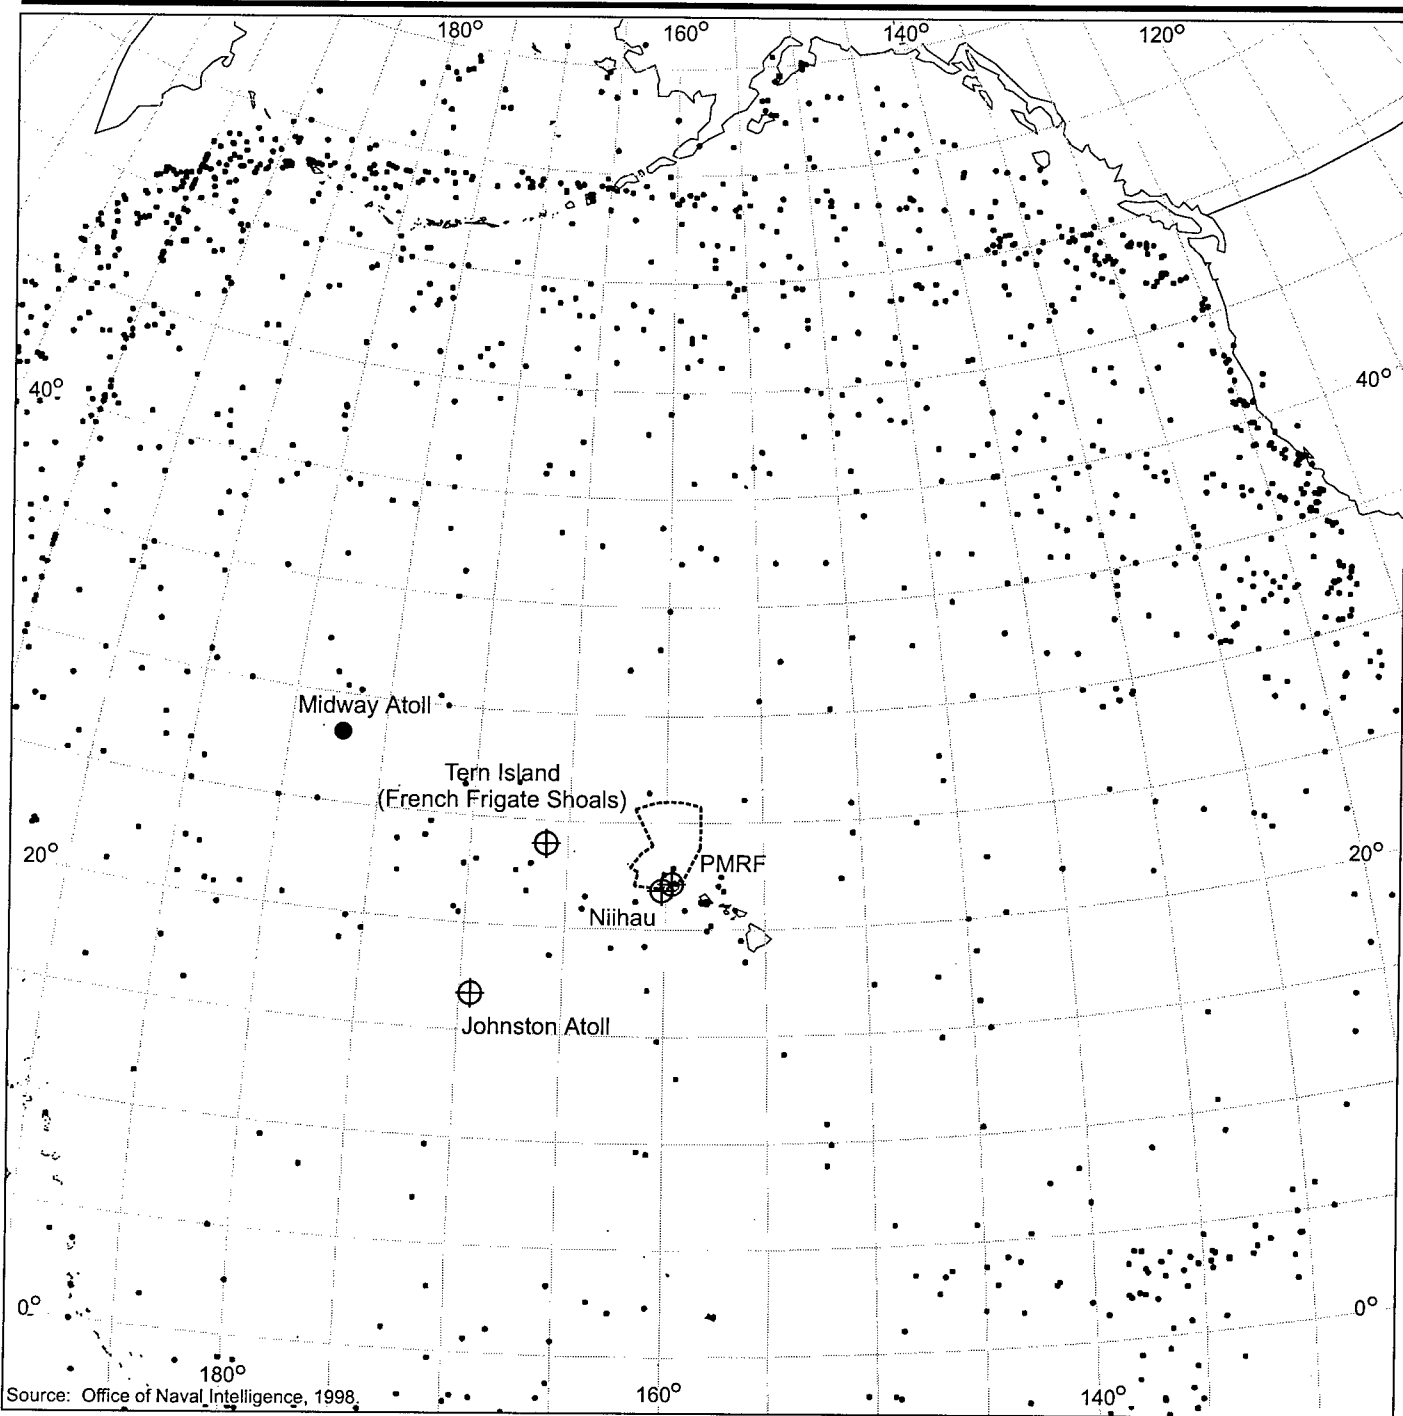 180°
160°
140°
120°
40°
40°
Midway Atoll
Tern Island
(French Frigate Shoals)
20°
20°
PMRF
Niihau
Johnston Atoll
0°
0°
180°
160°
140°
Source: Office of Naval Intelligence, 1998.